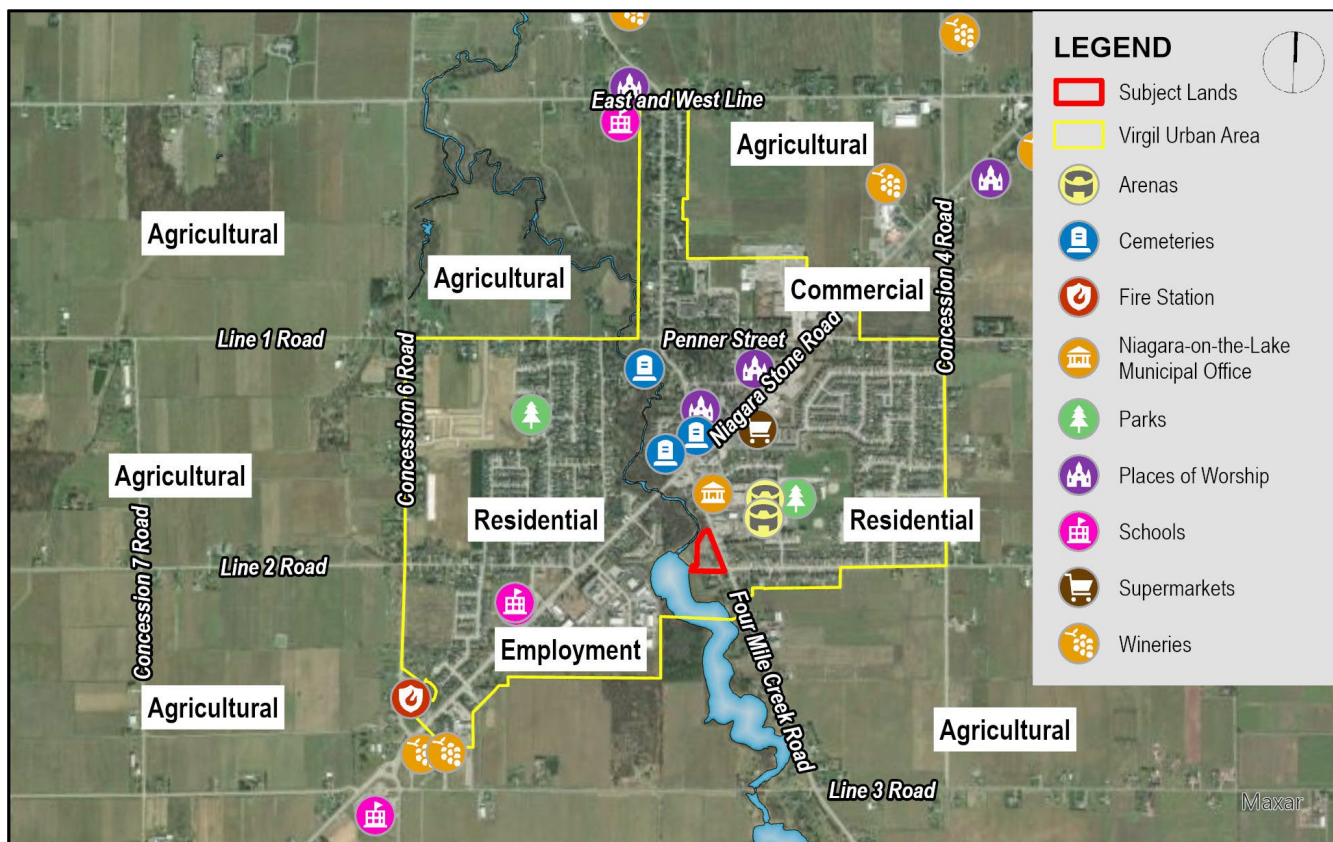 East and West Line
Agricultural
Agricultural
Agricultural
Commercial
Concession 4 Road
Line 1 Road
Penner Street
Niagara Stone Road
Concession 6 Road
Agricultural
Concession 7 Road
Residential
Residential
Line 2 Road
Employment
Four Mile Creek Road
Agricultural
Agricultural
Line 3 Road
Maxar
LEGEND
Subject Lands
Virgil Urban Area
Arenas
Cemeteries
Fire Station
Niagara-on-the-Lake
Municipal Office
Parks
Places of Worship
Schools
Supermarkets
Wineries